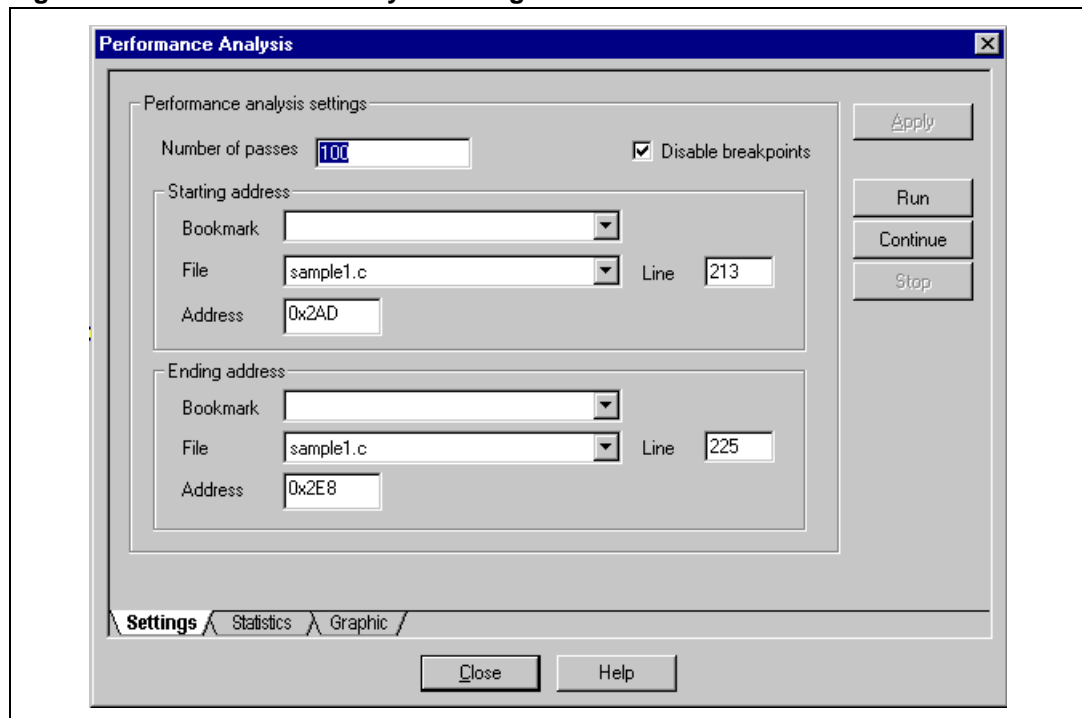 Performance Analysis
Performance analysis settings
Apply
Number of passes 100 Disable breakpoints
Starting address
Run
Bookmark
Continue
File sample1.c Line 213
Stop
Address 0x2AD
Ending address
Bookmark
File sample1.c Line 225
Address 0x2E8
Settings Statistics Graphic
Close Help